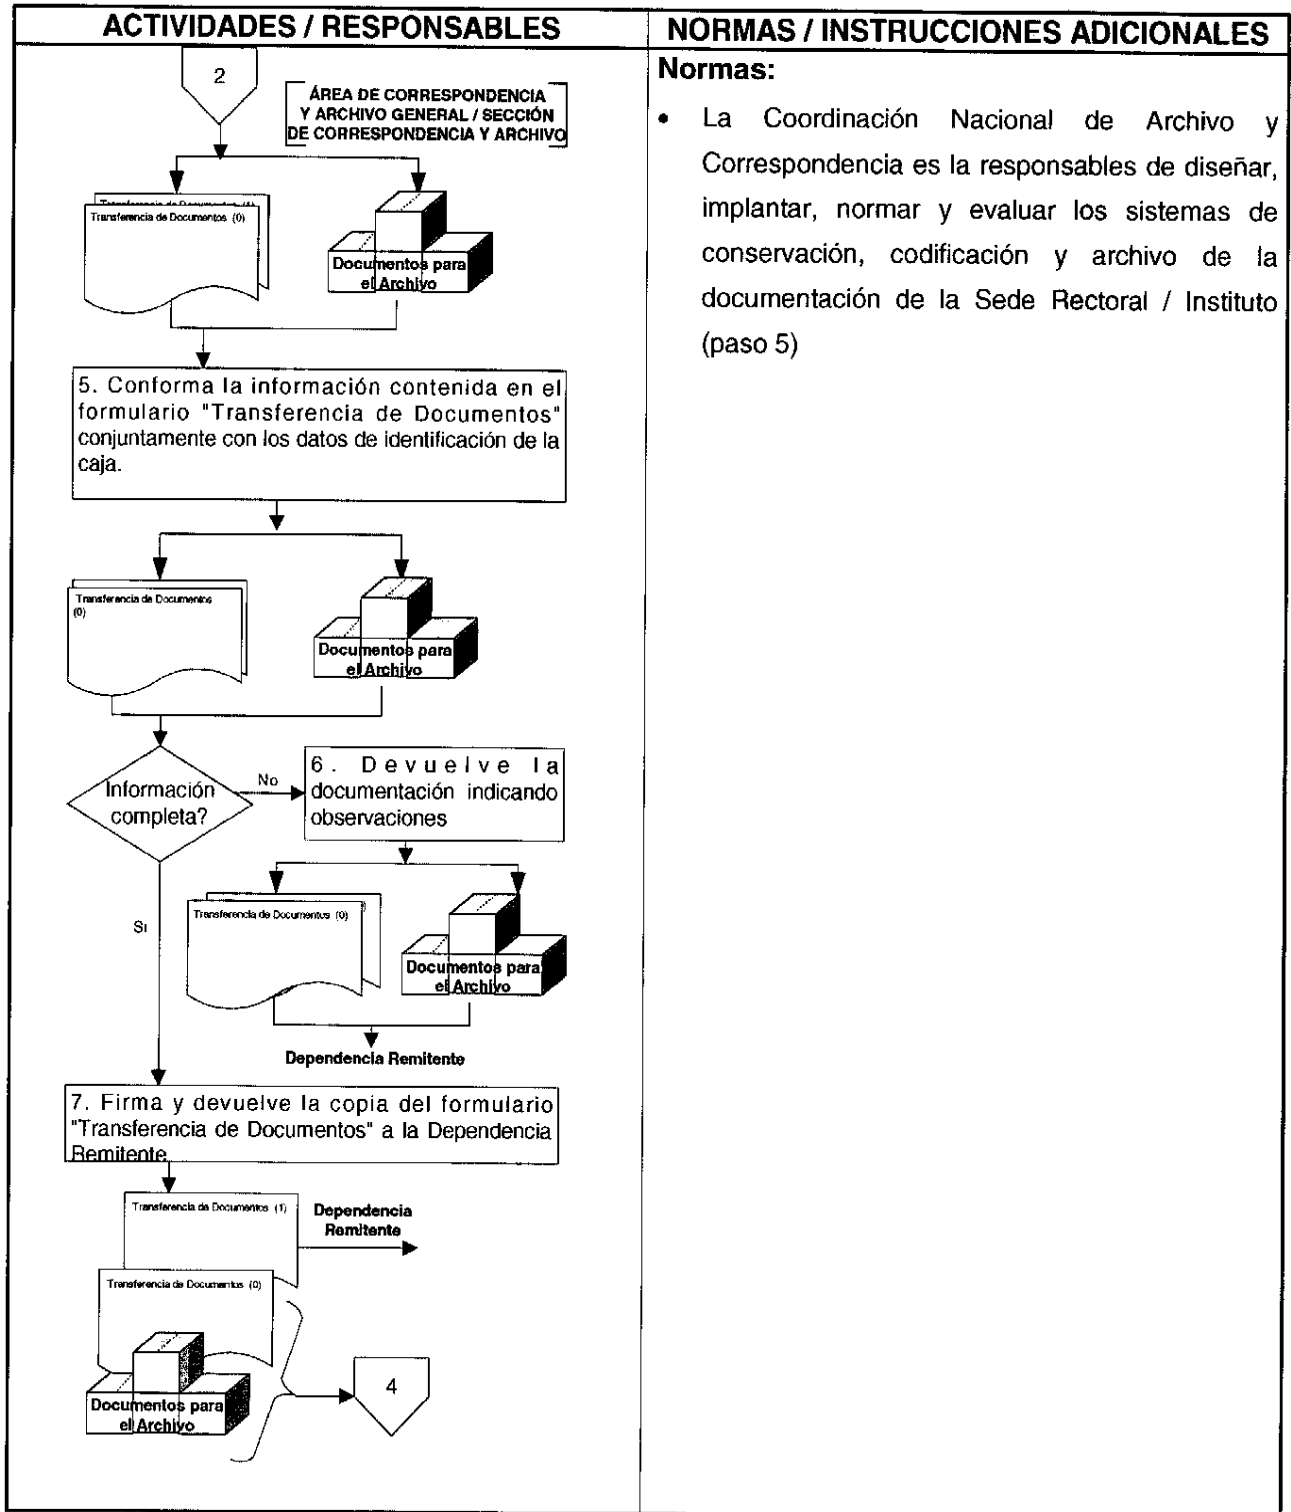 ACTIVIDADES / RESPONSABLES
NORMAS / INSTRUCCIONES ADICIONALES
2
ÁREA DE CORRESPONDENCIA
Y ARCHIVO GENERAL / SECCIÓN
DE CORRESPONDENCIA Y ARCHIVO
Transferencia de Documentos (0)
Documentos para
el Archivo
5. Conforma la información contenida en el
formulario "Transferencia de Documentos"
conjuntamente con los datos de identificación de la
caja.
Transferencia de Documentos
(0)
Documentos para
el Archivo
Información
completa?
No
6. Devuelve la
documentación indicando
observaciones
Si
Transferencia de Documentos (0)
Documentos para
el Archivo
Dependencia Remitente
7. Firma y devuelve la copia del formulario
"Transferencia de Documentos" a la Dependencia
Remitente
Transferencia de Documentos (1)
Dependencia
Remitente
Transferencia de Documentos (0)
Documentos para
el Archivo
4
Normas:
• La Coordinación Nacional de Archivo y
Correspondencia es la responsables de diseñar,
implantar, normar y evaluar los sistemas de
conservación, codificación y archivo de la
documentación de la Sede Rectoral / Instituto
(paso 5)